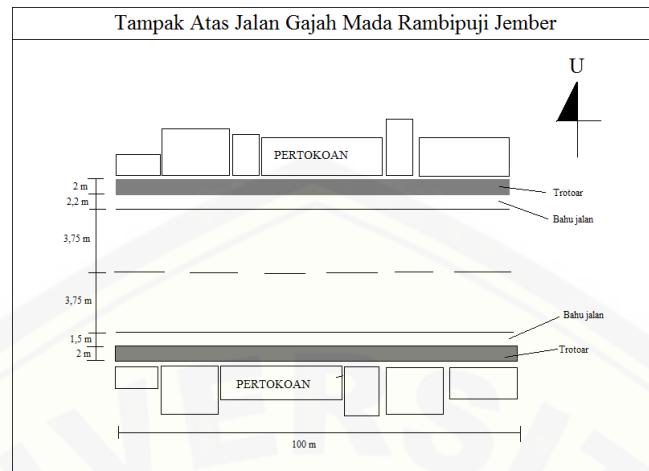 Tampak Atas Jalan Gajah Mada Rambipuji Jember
U
PERTOKOAN
2 m
Trotoar
2,2 m
Bahu jalan
3,75 m
3,75 m
Bahu jalan
1,5 m
Trotoar
2 m
PERTOKOAN
100 m
UNIVERSIT